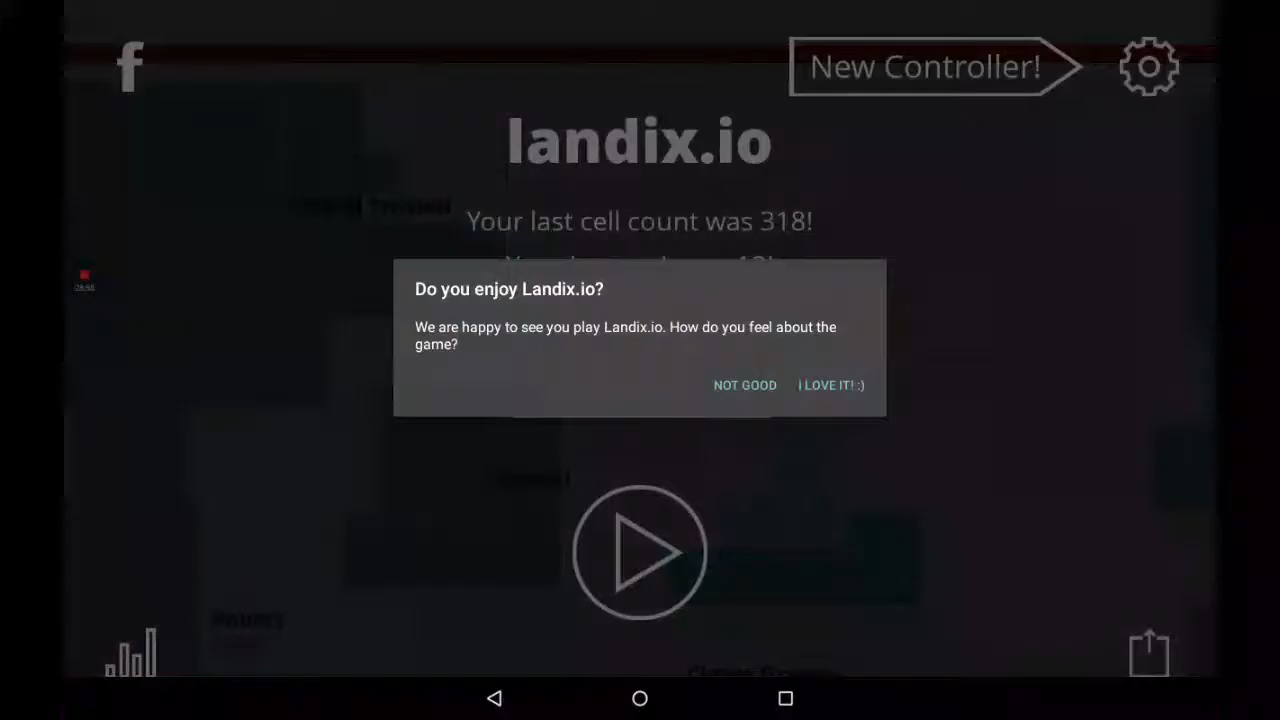 f
New Controller!
landix.io
Your last cell count was 318!
Do you enjoy Landix.io?
We are happy to see you play Landix.io. How do you feel about the
game?
NOT GOOD I LOVE IT! :)